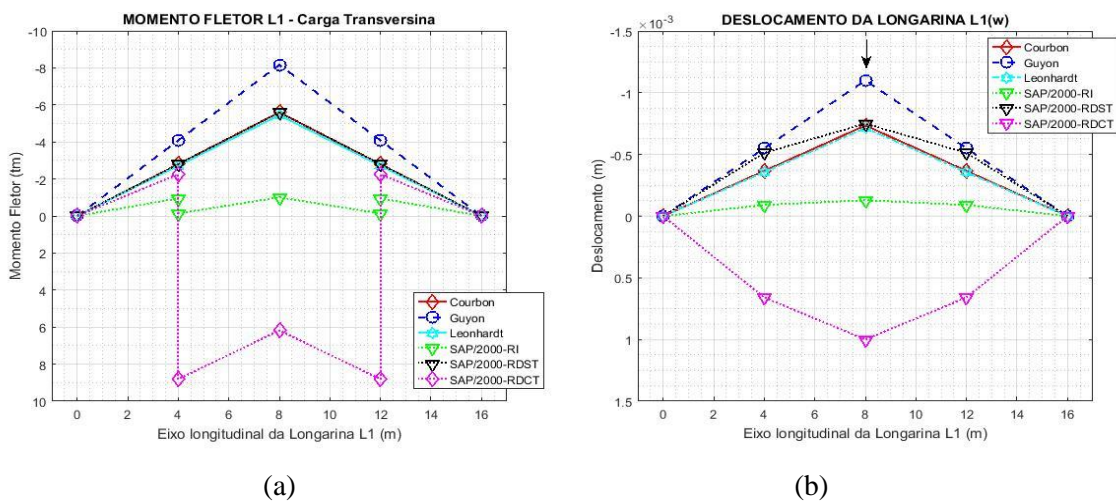 MOMENTO FLETOR L1 - Carga Transversina
-10
-8
-6
-4
-2
0
2
4
6
8
10
Momento Fletor (tm)
0
2
4
6
8
10
12
14
16
Eixo longitudinal da Longarina L1 (m)
Courbon
Guyon
Leonhardt
SAP/2000-RI
SAP/2000-RDST
SAP/2000-RDCT
(a)
DESLOCAMENTO DA LONGARINA L1(w)
× 10⁻³
-1.5
-1
-0.5
0
0.5
1
1.5
Deslocamento (m)
0
2
4
6
8
10
12
14
16
Eixo longitudinal da Longarina L1 (m)
Courbon
Guyon
Leonhardt
SAP/2000-RI
SAP/2000-RDST
SAP/2000-RDCT
(b)